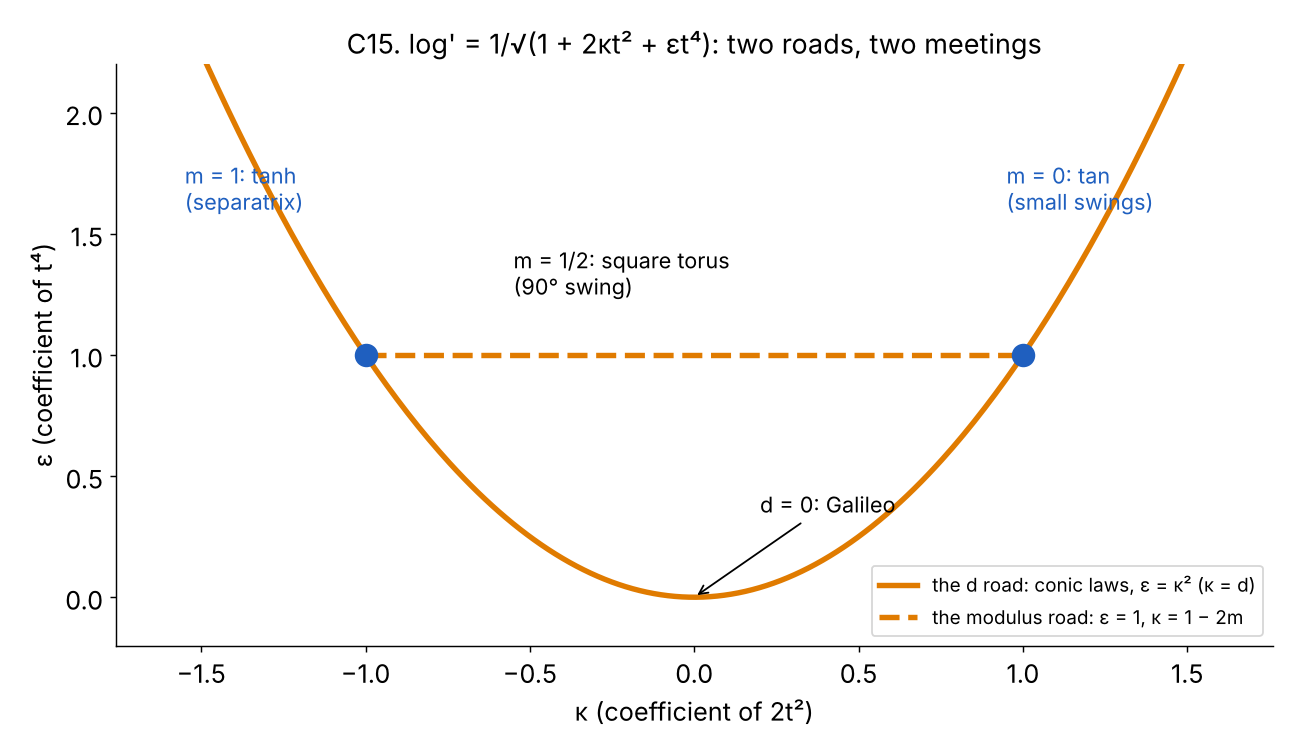 C15. log' = 1/√(1 + 2κt² + εt⁴): two roads, two meetings
ε (coefficient of t⁴)
2.0
1.5
1.0
0.5
0.0
m = 1: tanh
(separatrix)
m = 0: tan
(small swings)
m = 1/2: square torus
(90° swing)
d = 0: Galileo
the d road: conic laws, ε = κ² (κ = d)
the modulus road: ε = 1, κ = 1 − 2m
−1.5
−1.0
−0.5
0.0
0.5
1.0
1.5
κ (coefficient of 2t²)